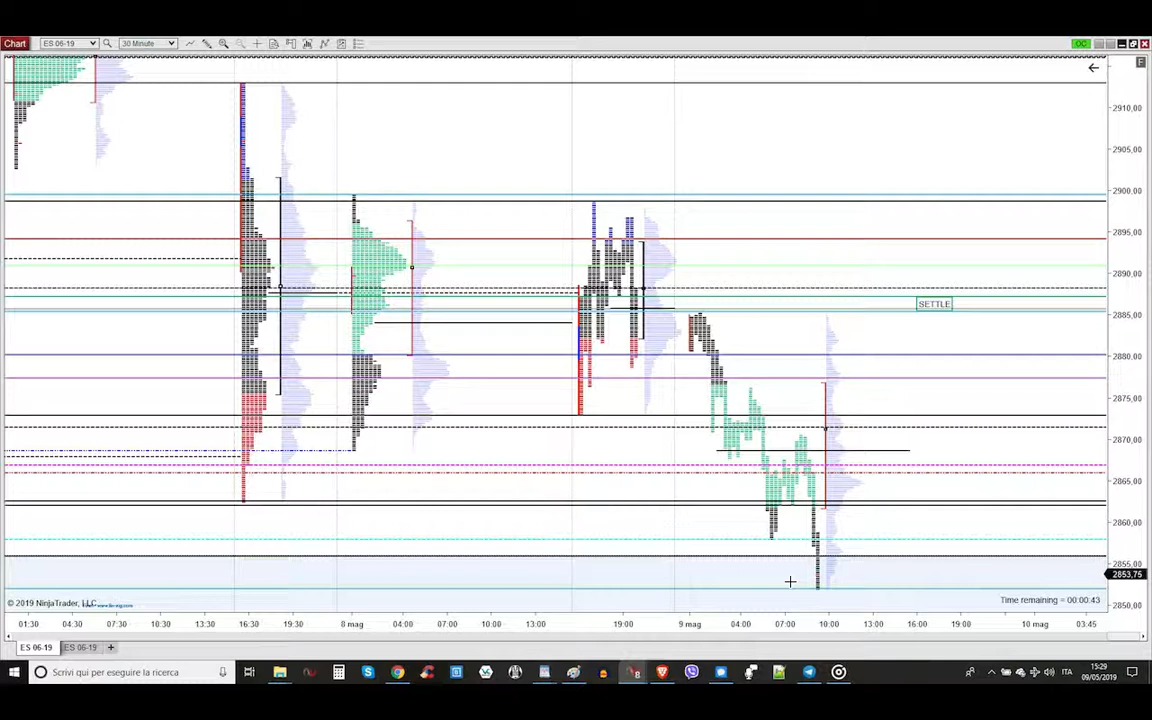 Chart ES 06-19 30 Minute OC
F
2910,00
2905,00
2900,00
2895,00
2890,00
SETTLE
2885,00
2880,00
2875,00
2870,00
2865,00
2860,00
2855,00
2853,75
2850,00
Time remaining = 00:00:43
© 2019 NinjaTrader, LLC
01:30 04:30 07:30 10:30 13:30 16:30 19:30 8 mag 04:00 07:00 10:00 13:00 19:00 9 mag 04:00 07:00 10:00 13:00 16:00 19:00 10 mag 03:45
ES 06-19 ES 06-19
Scrivi qui per eseguire la ricerca ITA 15:29
09/05/2019